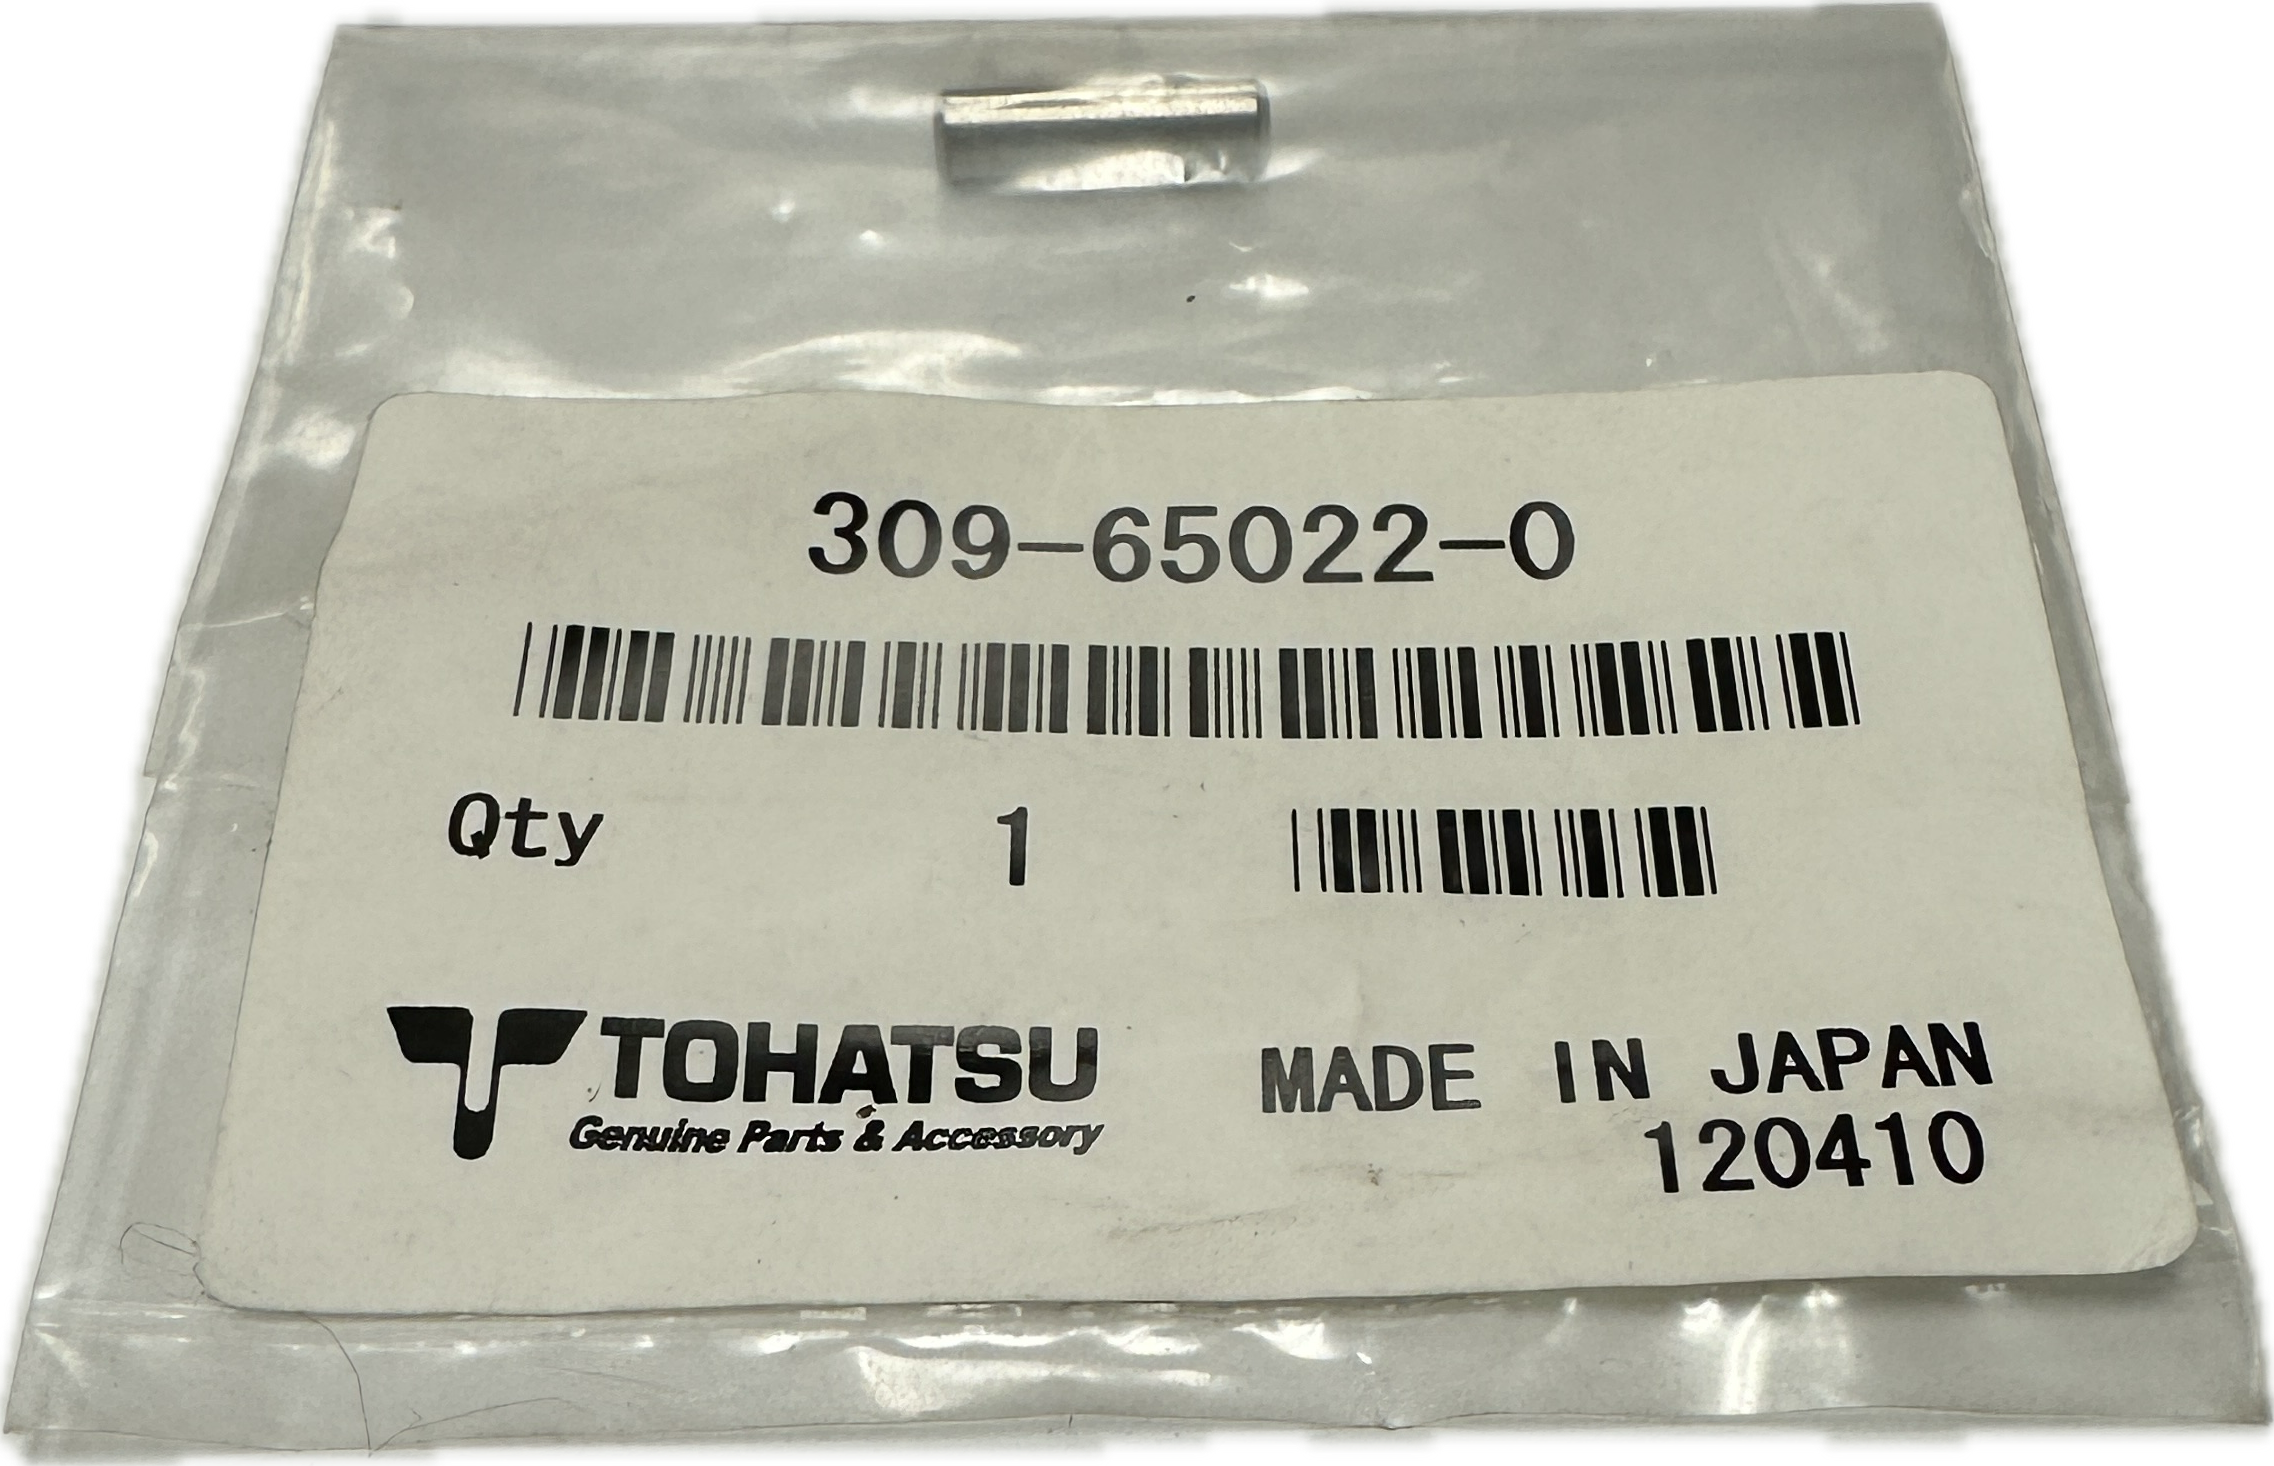 309-65022-0
Qty 1
TOHATSU
Genuine Parts & Accessory
MADE IN JAPAN
120410